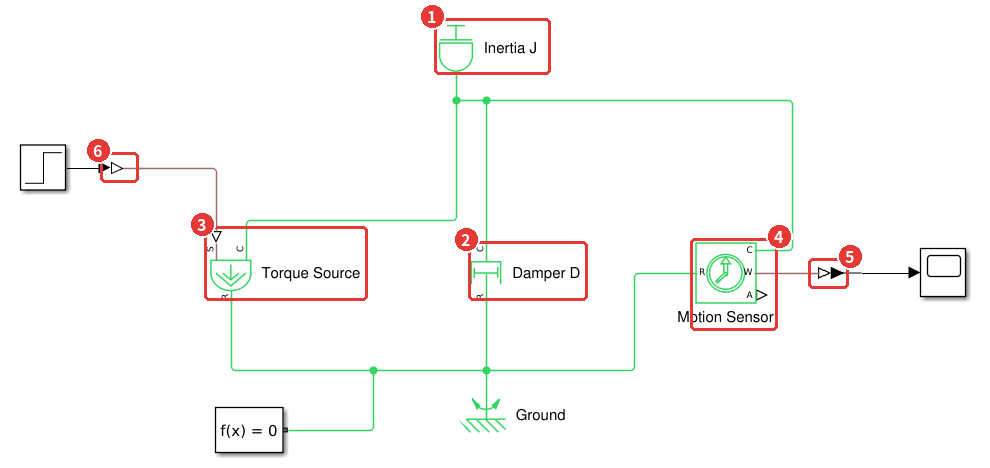 1
Inertia J
6
3
S
C
Torque Source
R
2
C
Damper D
R
4
C
R
W
A
Motion Sensor
5
Ground
f(x) = 0